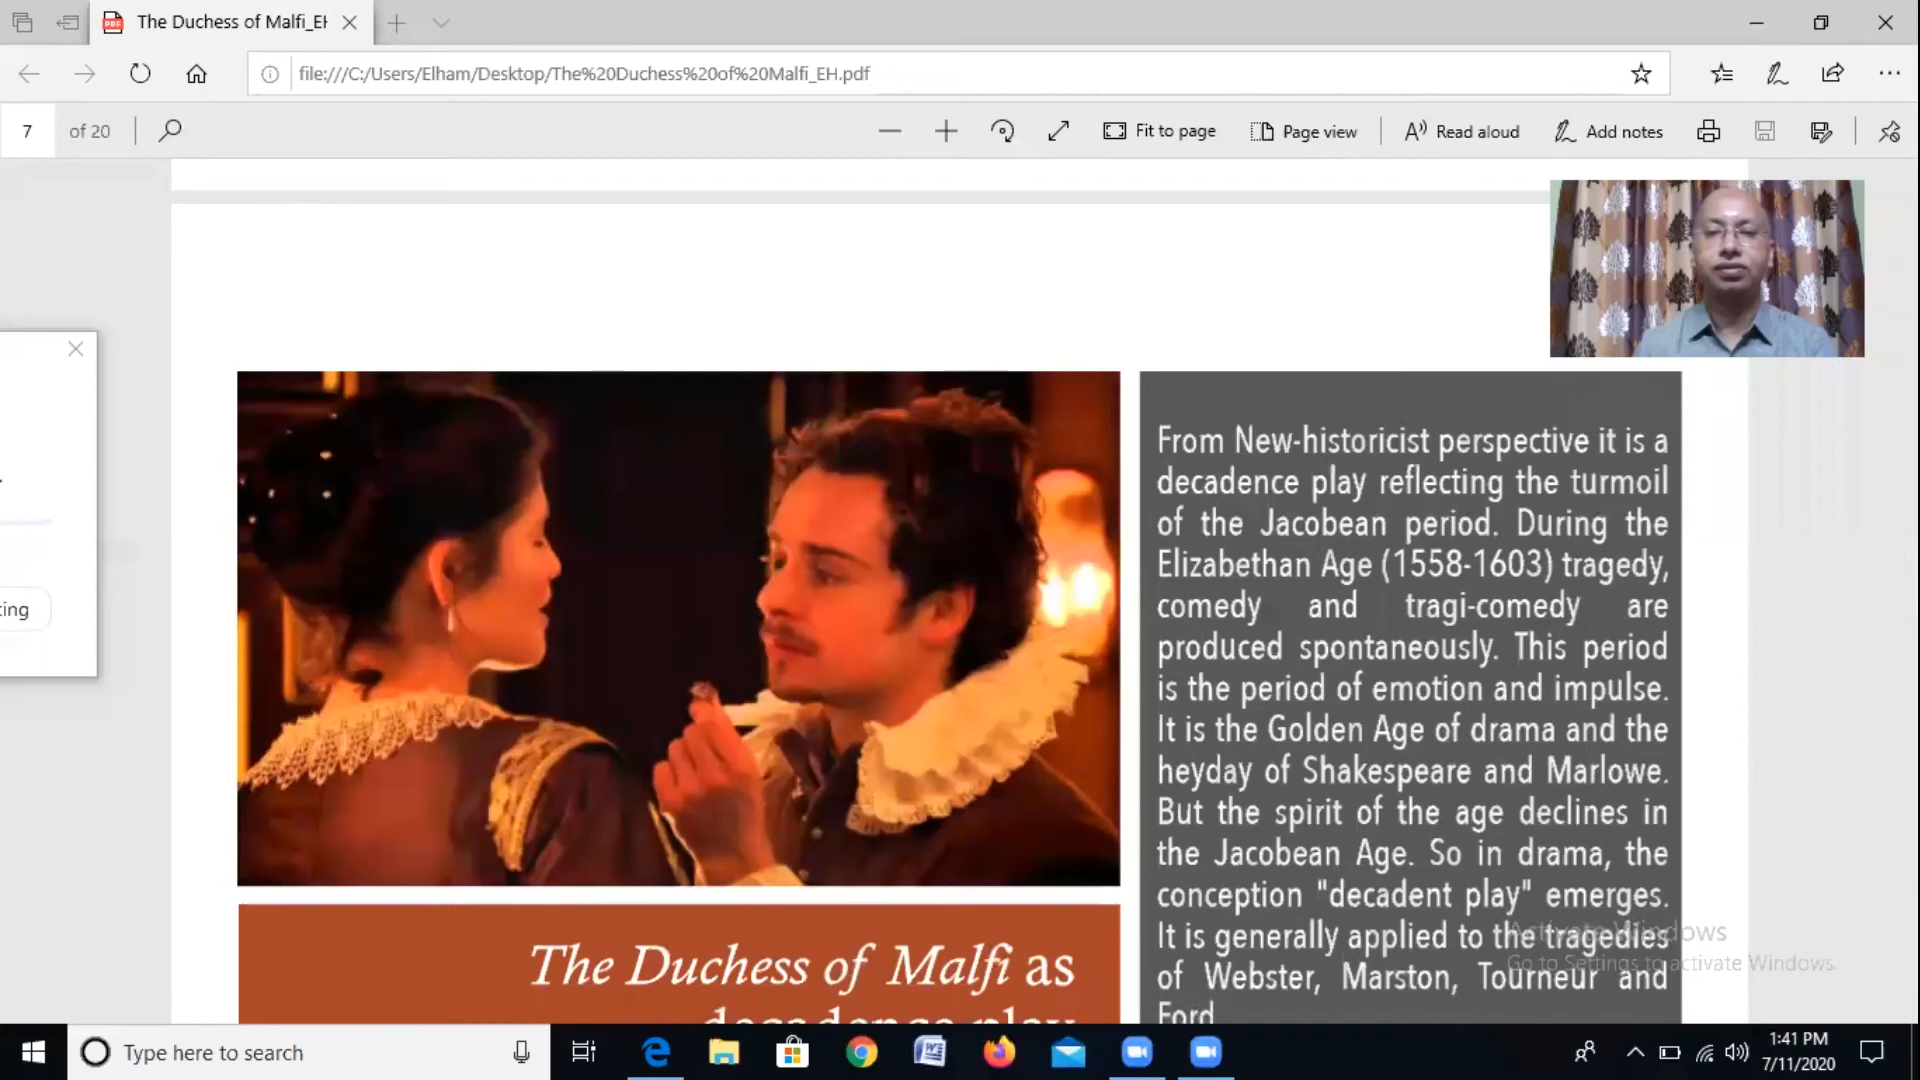 The Duchess of Malfi_EH
file:///C:/Users/Elham/Desktop/The%20Duchess%20of%20Malfi_EH.pdf
7 of 20
Fit to page
Page view
Read aloud
Add notes
ting
From New-historicist perspective it is a
decadence play reflecting the turmoil
of the Jacobean period. During the
Elizabethan Age (1558-1603) tragedy,
comedy and tragi-comedy are
produced spontaneously. This period
is the period of emotion and impulse.
It is the Golden Age of drama and the
heyday of Shakespeare and Marlowe.
But the spirit of the age declines in
the Jacobean Age. So in drama, the
conception "decadent play" emerges.
It is generally applied to the tragedies
of Webster, Marston, Tourneur and
Ford
The Duchess of Malfi as
decadence play
Activate Windows
Go to Settings to activate Windows.
Type here to search
1:41 PM
7/11/2020